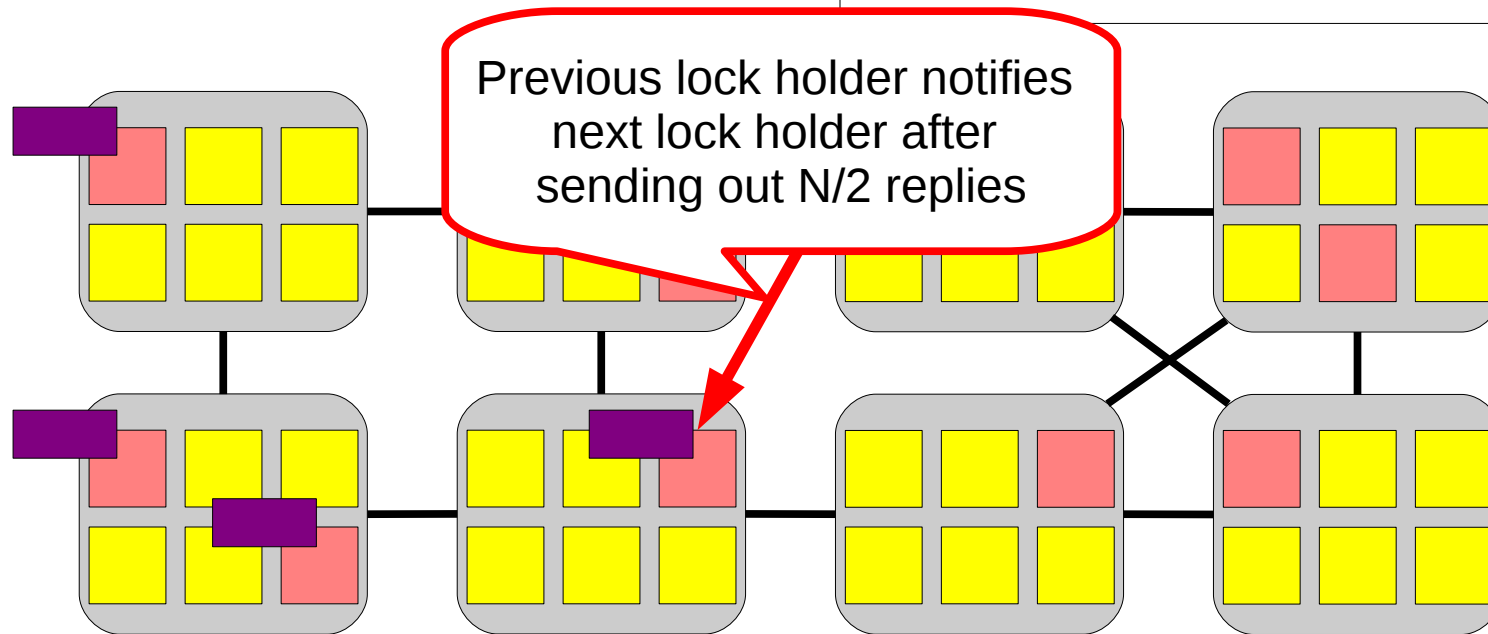 Previous lock holder notifies
next lock holder after
sending out N/2 replies